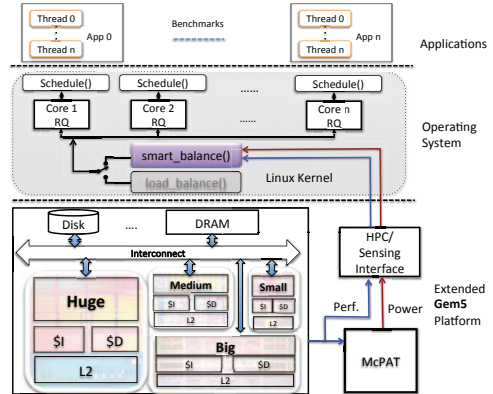 Thread 0
App 0
Thread n
Benchmarks
Thread 0
App n
Thread n
Applications
Schedule()
Schedule()
......
Schedule()
Core 1
RQ
Core 2
RQ
......
Core n
RQ
Operating
System
smart_balance()
load_balance()
Linux Kernel
Disk
....
DRAM
Interconnect
HPC/
Sensing
Interface
Huge
$I
$D
L2
Medium
$I
$D
L2
Small
$I
$D
L2
Big
$I
$D
L2
Perf.
Power
McPAT
Extended
Gem5
Platform